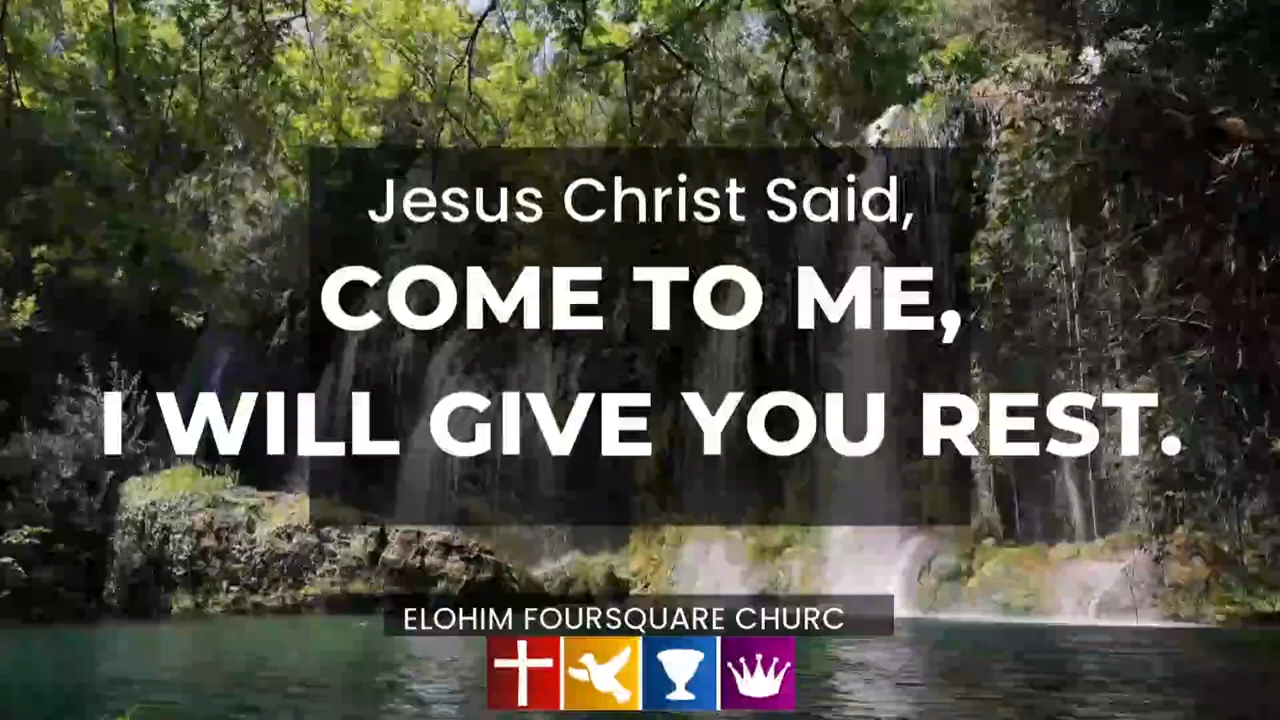 Jesus Christ Said,
COME TO ME,
I WILL GIVE YOU REST.
ELOHIM FOURSQUARE CHURC